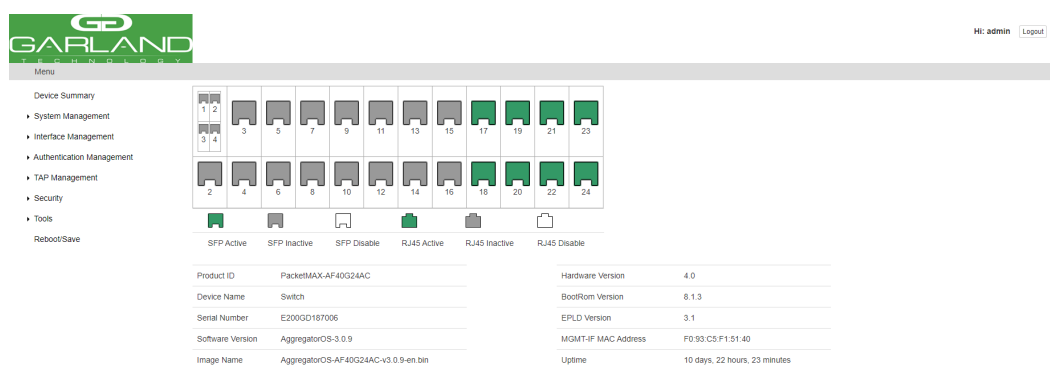 GARLAND
TECHNOLOGY
Hi: admin Logout
Menu
Device Summary
System Management
Interface Management
Authentication Management
TAP Management
Security
Tools
Reboot/Save
1 2
3 5 7 9 11 13 15 17 19 21 23
3 4
2 4 6 8 10 12 14 16 18 20 22 24
SFP Active SFP Inactive SFP Disable RJ45 Active RJ45 Inactive RJ45 Disable
Product ID PacketMAX-AF40G24AC Hardware Version 4.0
Device Name Switch BootRom Version 8.1.3
Serial Number E200GD187006 EPLD Version 3.1
Software Version AggregatorOS-3.0.9 MGMT-IF MAC Address F0:93:C5:F1:51:40
Image Name AggregatorOS-AF40G24AC-v3.0.9-en.bin Uptime 10 days, 22 hours, 23 minutes